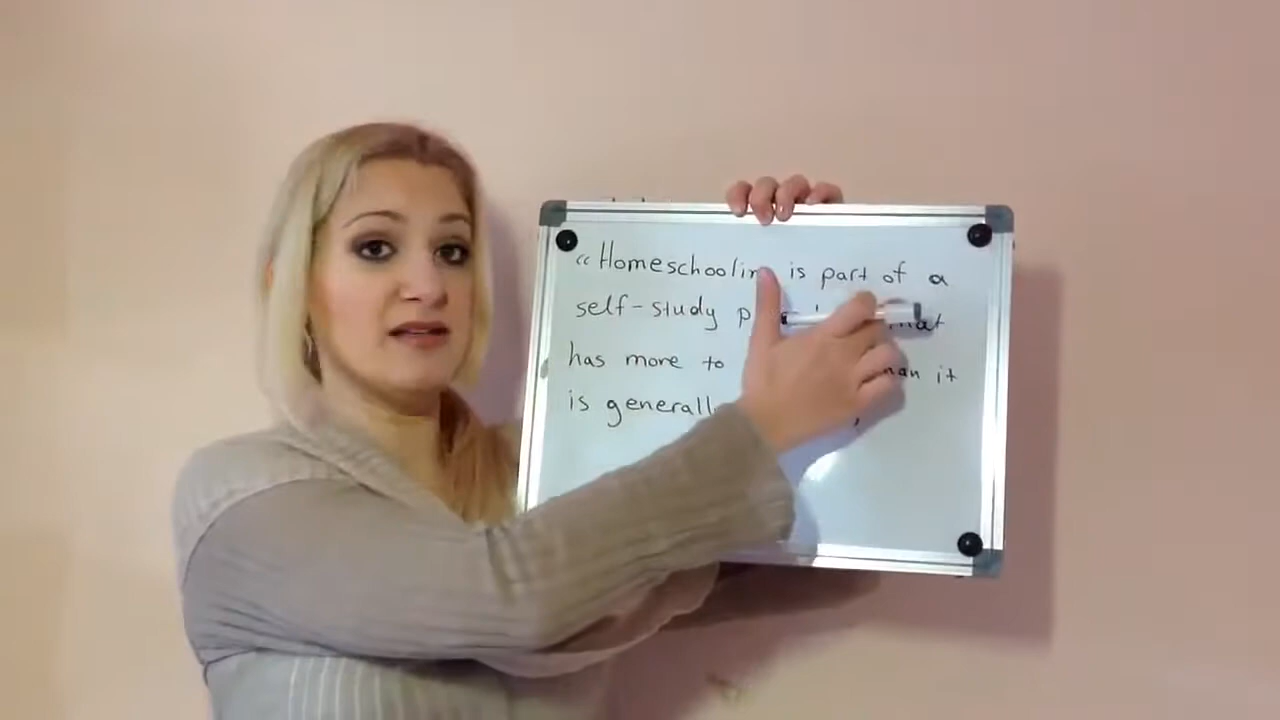 “Homeschooling is part of a
self-study that
has more to than it
is generall